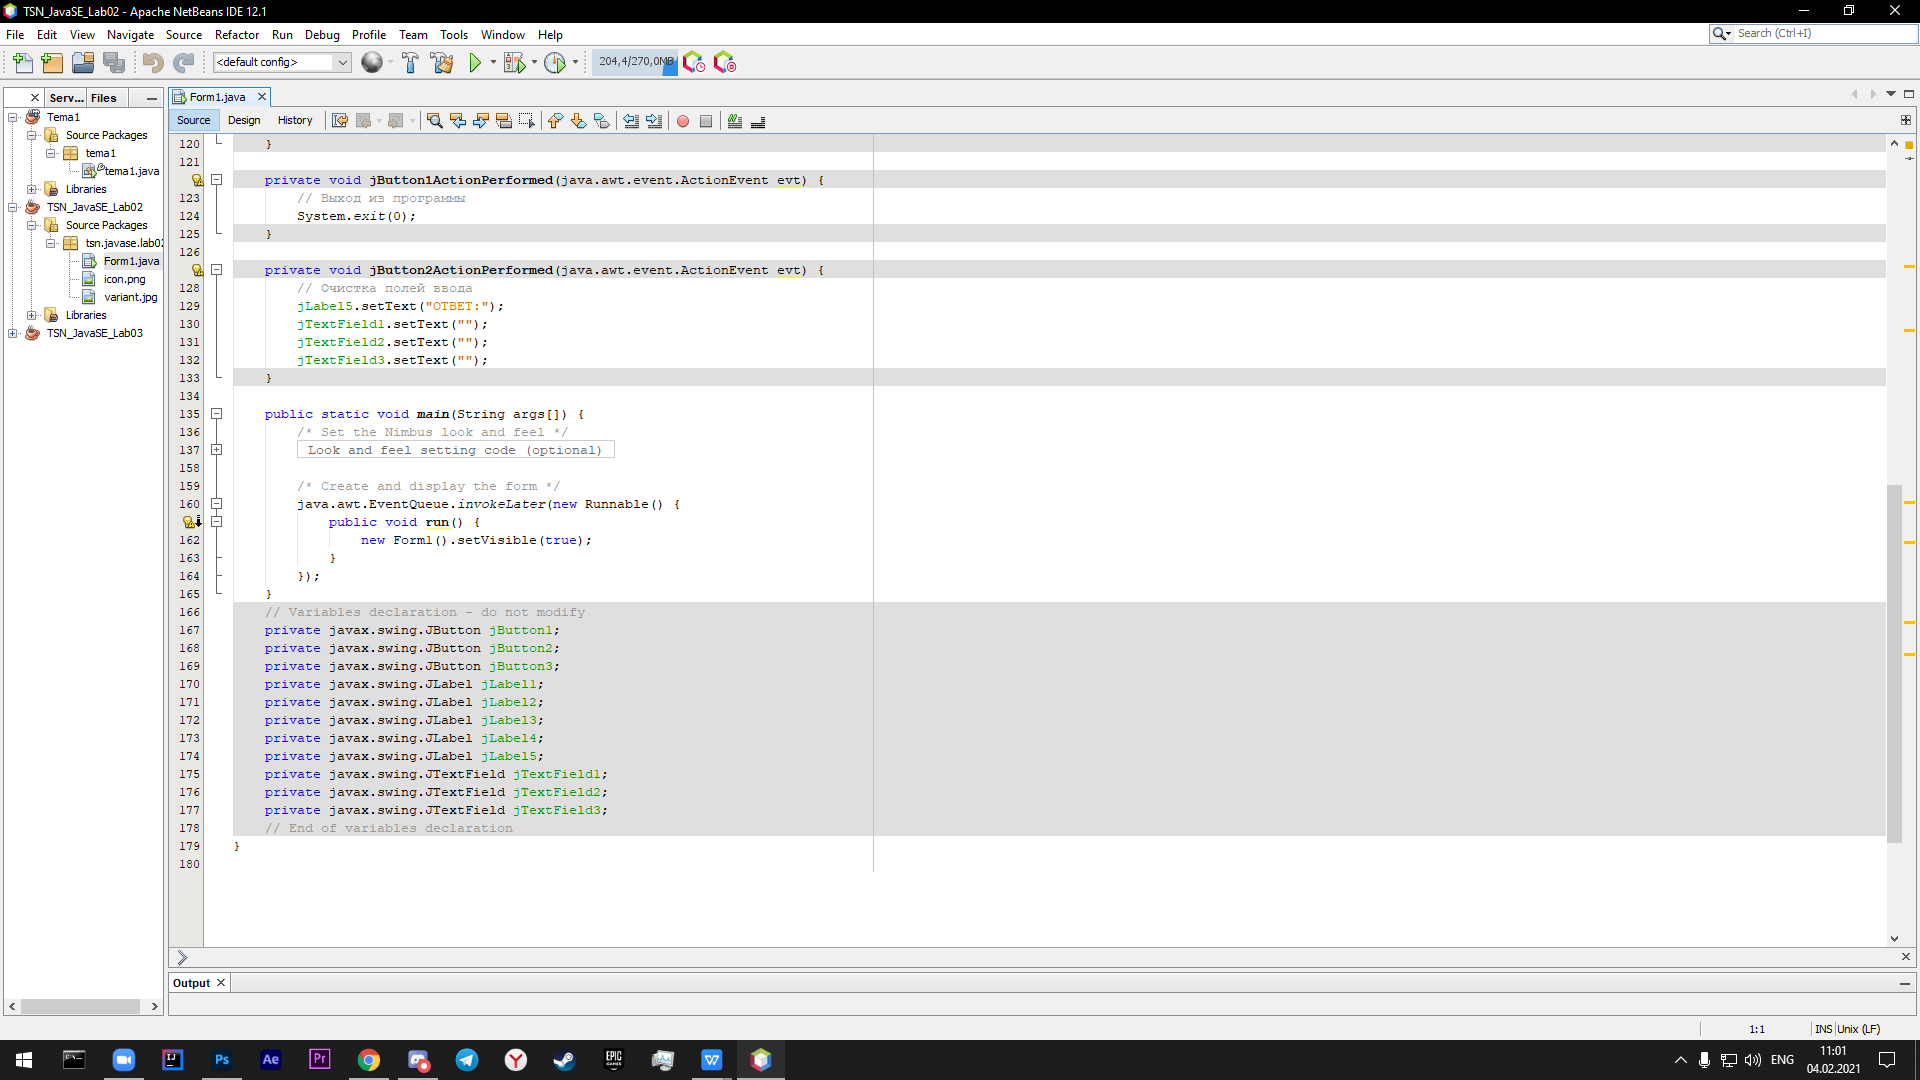 TSN_JavaSE_Lab02 - Apache NetBeans IDE 12.1
File Edit View Navigate Source Refactor Run Debug Profile Team Tools Window Help
Search (Ctrl+I)
<default config>
204,4/270,0MB
Serv... Files
Form1.java
Source Design History
Tema1
Source Packages
tema1
tema1.java
Libraries
TSN_JavaSE_Lab02
Source Packages
tsn.javase.lab02
Form1.java
icon.png
variant.jpg
Libraries
TSN_JavaSE_Lab03
120 }
121
private void jButton1ActionPerformed(java.awt.event.ActionEvent evt) {
123 // Выход из программы
124 System.exit(0);
125 }
126
private void jButton2ActionPerformed(java.awt.event.ActionEvent evt) {
128 // Очистка полей ввода
129 jLabel5.setText("ОТВЕТ:");
130 jTextField1.setText("");
131 jTextField2.setText("");
132 jTextField3.setText("");
133 }
134
135 public static void main(String args[]) {
136 /* Set the Nimbus look and feel */
137 Look and feel setting code (optional)
158
159 /* Create and display the form */
160 java.awt.EventQueue.invokeLater(new Runnable() {
public void run() {
162 new Form1().setVisible(true);
163 }
164 });
165 }
166 // Variables declaration - do not modify
167 private javax.swing.JButton jButton1;
168 private javax.swing.JButton jButton2;
169 private javax.swing.JButton jButton3;
170 private javax.swing.JLabel jLabel1;
171 private javax.swing.JLabel jLabel2;
172 private javax.swing.JLabel jLabel3;
173 private javax.swing.JLabel jLabel4;
174 private javax.swing.JLabel jLabel5;
175 private javax.swing.JTextField jTextField1;
176 private javax.swing.JTextField jTextField2;
177 private javax.swing.JTextField jTextField3;
178 // End of variables declaration
179 }
180
Output
1:1 INS Unix (LF)
Ps Ae Pr EPIC GAMES
ENG
11:01
04.02.2021